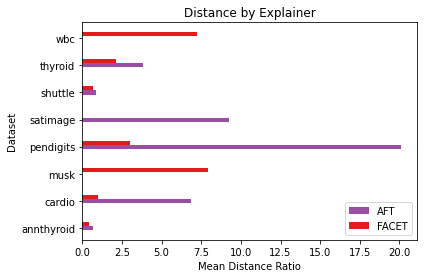 Distance by Explainer
wbc
thyroid
shuttle
satimage
pendigits
musk
cardio
annthyroid
Dataset
0.0 2.5 5.0 7.5 10.0 12.5 15.0 17.5 20.0
Mean Distance Ratio
AFT
FACET